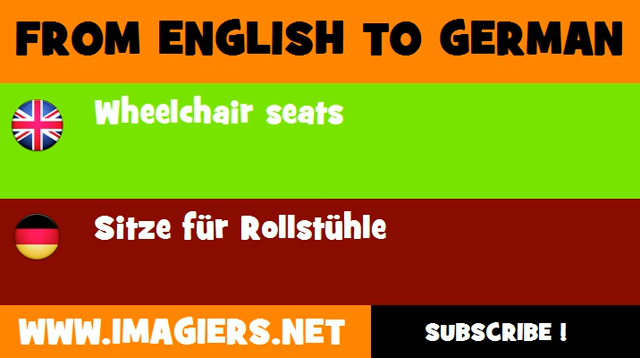 FROM ENGLISH TO GERMAN
Wheelchair seats
Sitze für Rollstühle
WWW.IMAGIERS.NET
SUBSCRIBE !